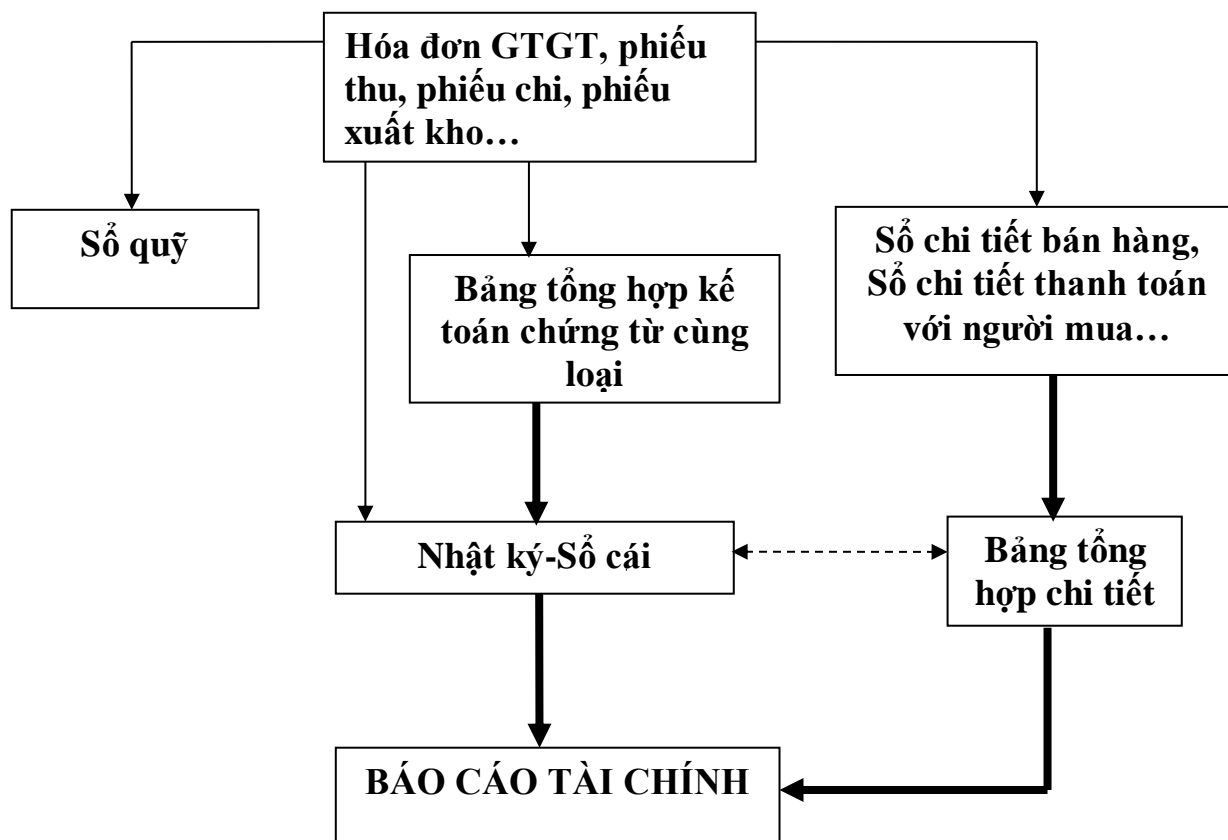 Hóa đơn GTGT, phiếu
thu, phiếu chi, phiếu
xuất kho…
Sổ quỹ
Bảng tổng hợp kế
toán chứng từ cùng
loại
Sổ chi tiết bán hàng,
Sổ chi tiết thanh toán
với người mua…
Nhật ký-Sổ cái
Bảng tổng
hợp chi tiết
BÁO CÁO TÀI CHÍNH